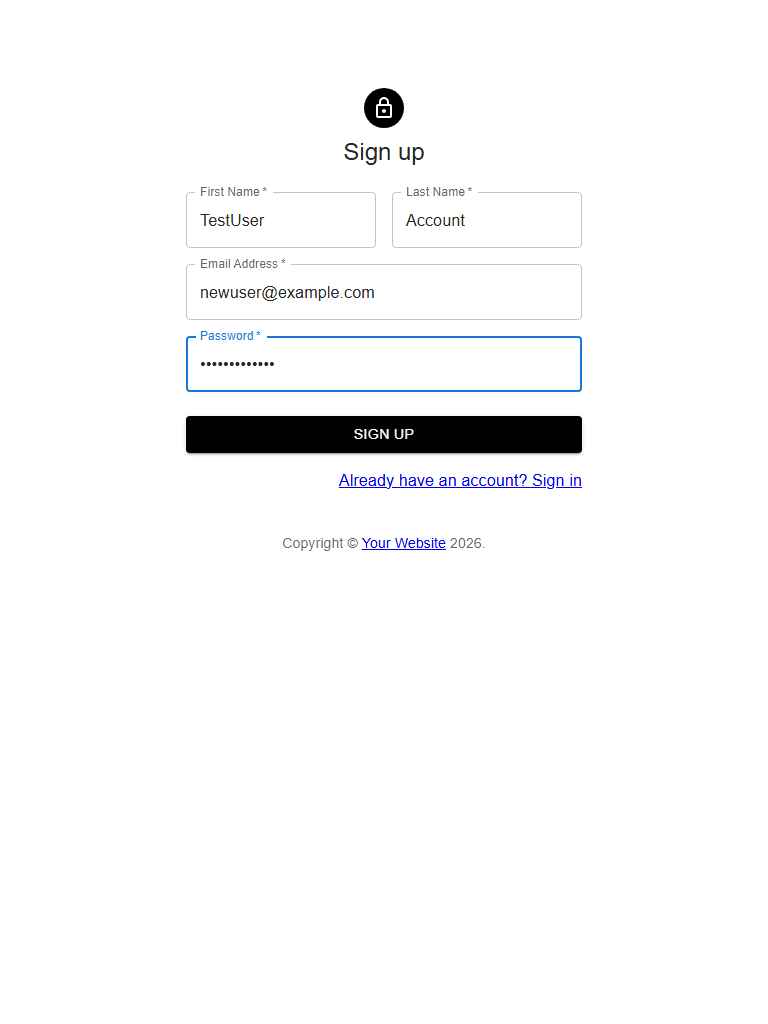 Sign up
First Name *
Last Name *
TestUser
Account
Email Address *
newuser@example.com
Password *
•••••••••••••
SIGN UP
Already have an account? Sign in
Copyright © Your Website 2026.